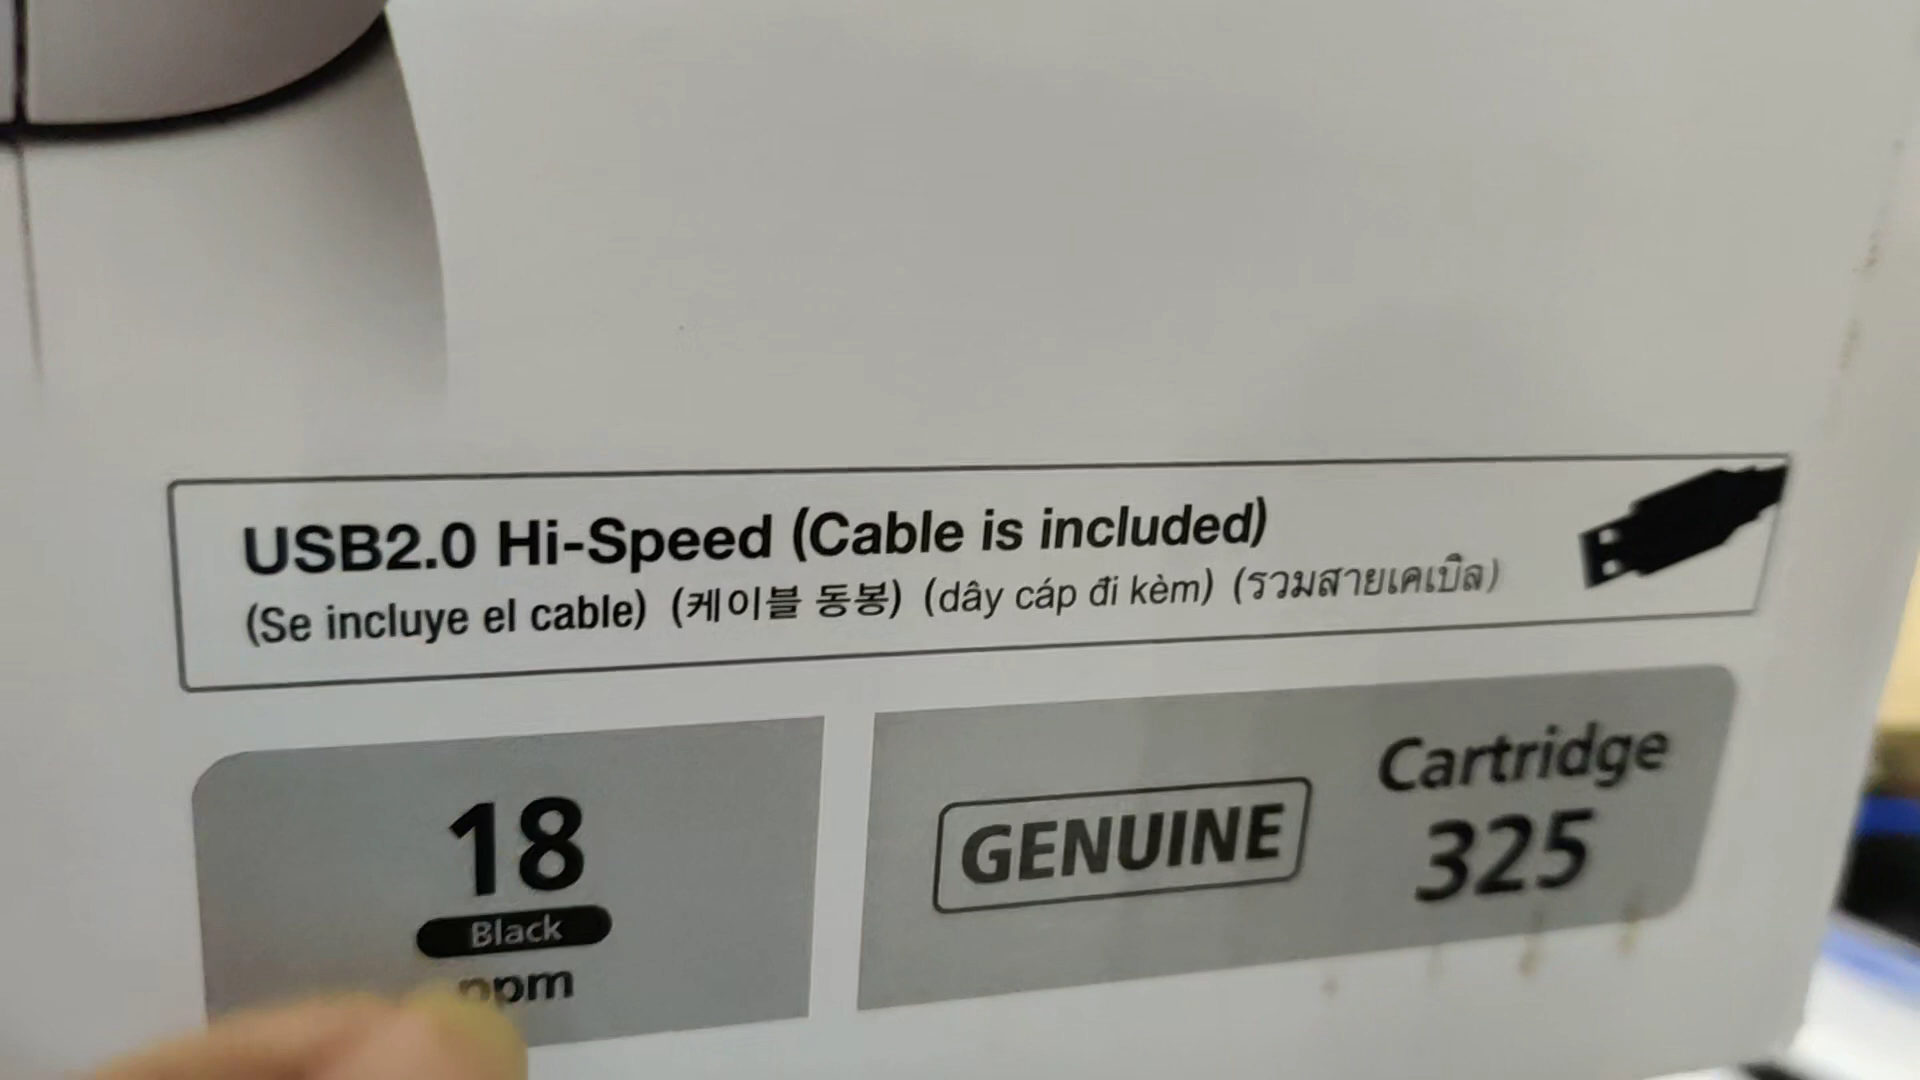 USB2.0 Hi-Speed (Cable is included)
(Se incluye el cable) (케이블 동봉) (dây cáp đi kèm) (รวมสายเคเบิล)
18
Black
ppm
GENUINE
Cartridge
325